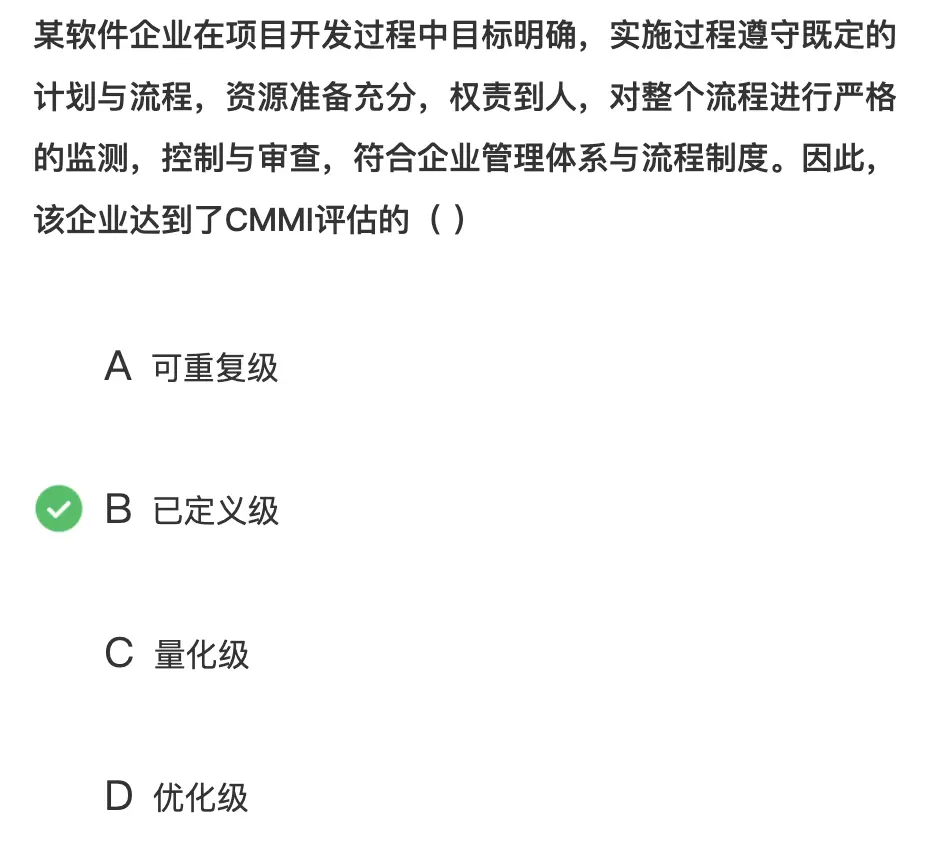 某软件企业在项目开发过程中目标明确，实施过程遵守既定的
计划与流程，资源准备充分，权责到人，对整个流程进行严格
的监测，控制与审查，符合企业管理体系与流程制度。因此，
该企业达到了CMMI评估的（ ）
A 可重复级
B 已定义级
C 量化级
D 优化级